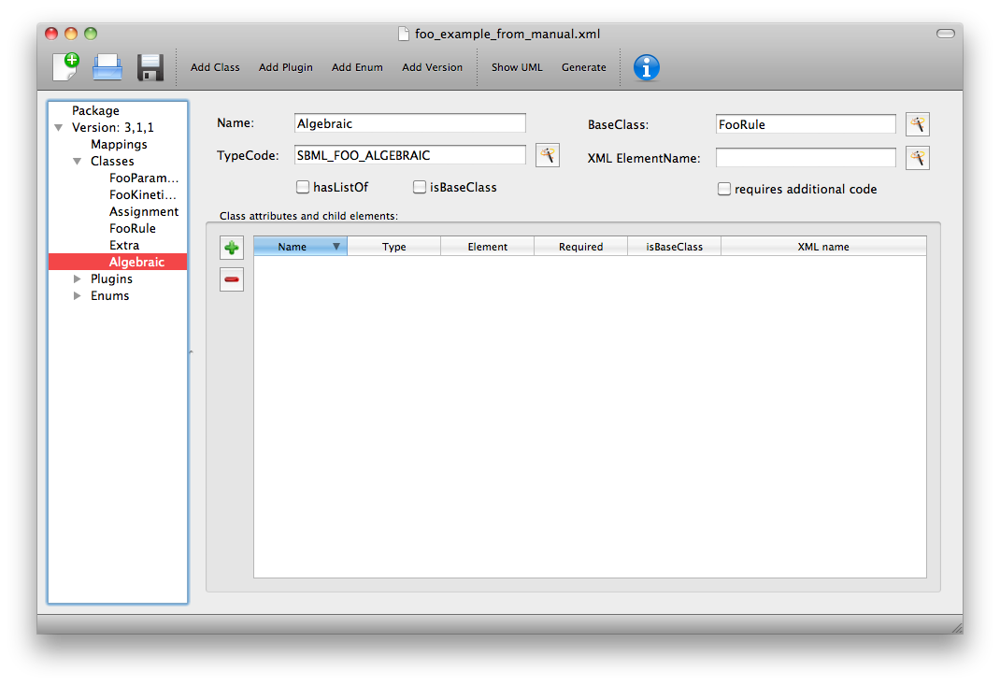 foo_example_from_manual.xml
Add Class Add Plugin Add Enum Add Version Show UML Generate
Package
Version: 3,1,1
Mappings
Classes
FooParam...
FooKineti...
Assignment
FooRule
Extra
Algebraic
Plugins
Enums
Name: Algebraic BaseClass: FooRule
TypeCode: SBML_FOO_ALGEBRAIC XML ElementName:
hasListOf isBaseClass requires additional code
Class attributes and child elements:
Name Type Element Required isBaseClass XML name